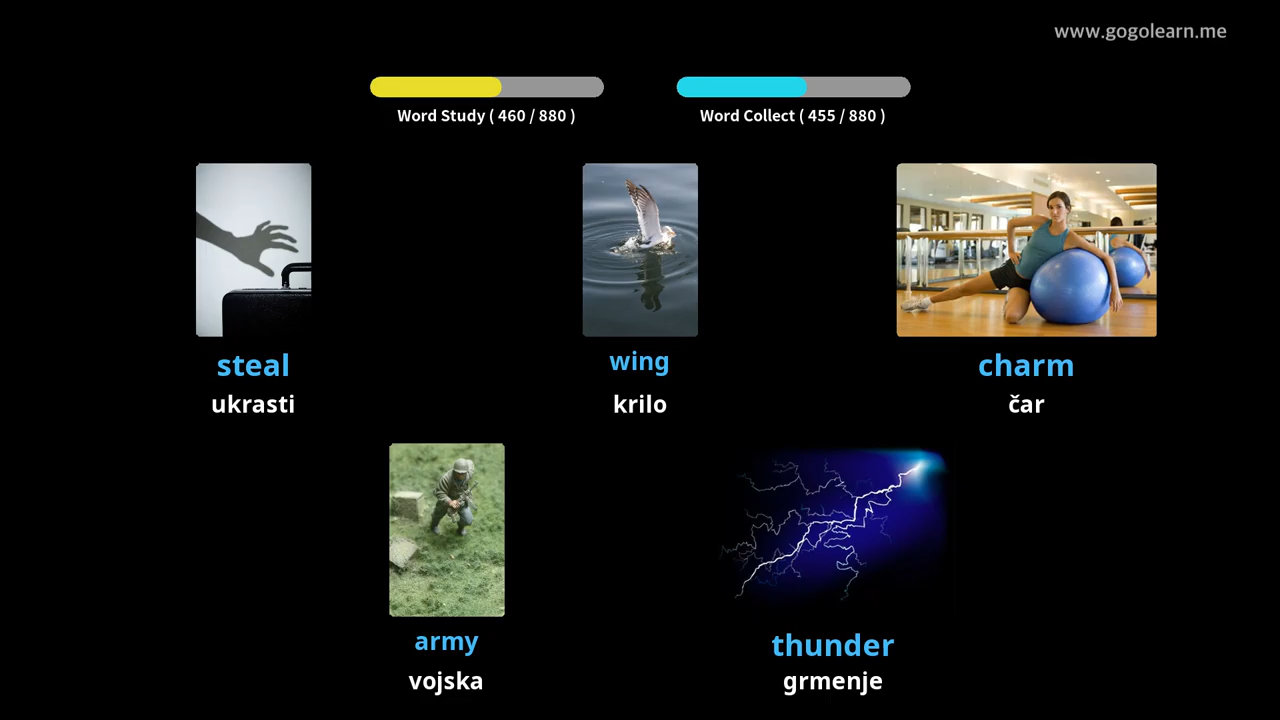 www.gogolearn.me
Word Study ( 460 / 880 )
Word Collect ( 455 / 880 )
steal
ukrasti
wing
krilo
charm
čar
army
vojska
thunder
grmenje